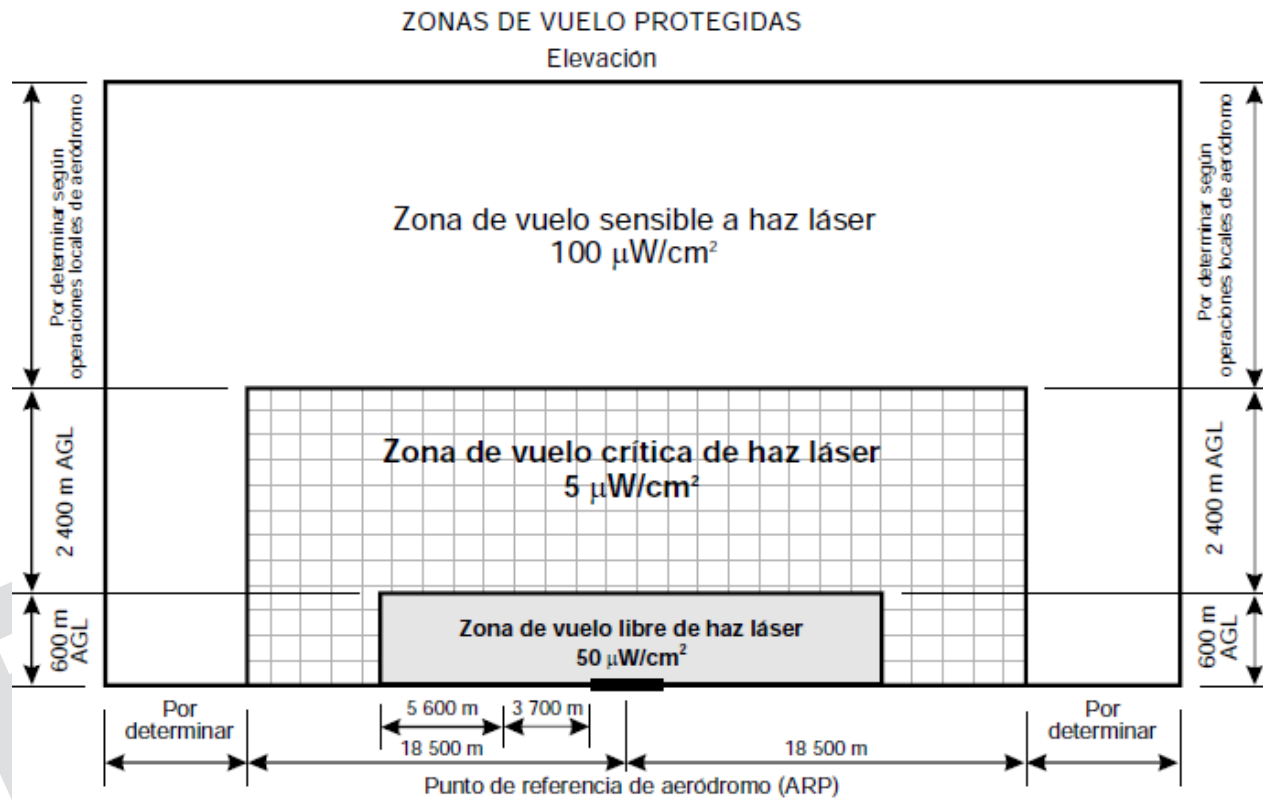 ZONAS DE VUELO PROTEGIDAS
Elevación
Por determinar según
operaciones locales de aeródromo
Por determinar según
operaciones locales de aeródromo
Zona de vuelo sensible a haz láser
100 μW/cm²
2 400 m AGL
2 400 m AGL
Zona de vuelo crítica de haz láser
5 μW/cm²
600 m
AGL
600 m
AGL
Zona de vuelo libre de haz láser
50 μW/cm²
Por
determinar
5 600 m
3 700 m
Por
determinar
18 500 m
18 500 m
Punto de referencia de aeródromo (ARP)